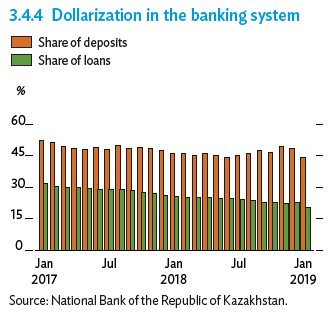 3.4.4 Dollarization in the banking system
Share of deposits
Share of loans
%
60
45
30
15
0
Jan Jul Jan Jul Jan
2017 2018 2019
Source: National Bank of the Republic of Kazakhstan.